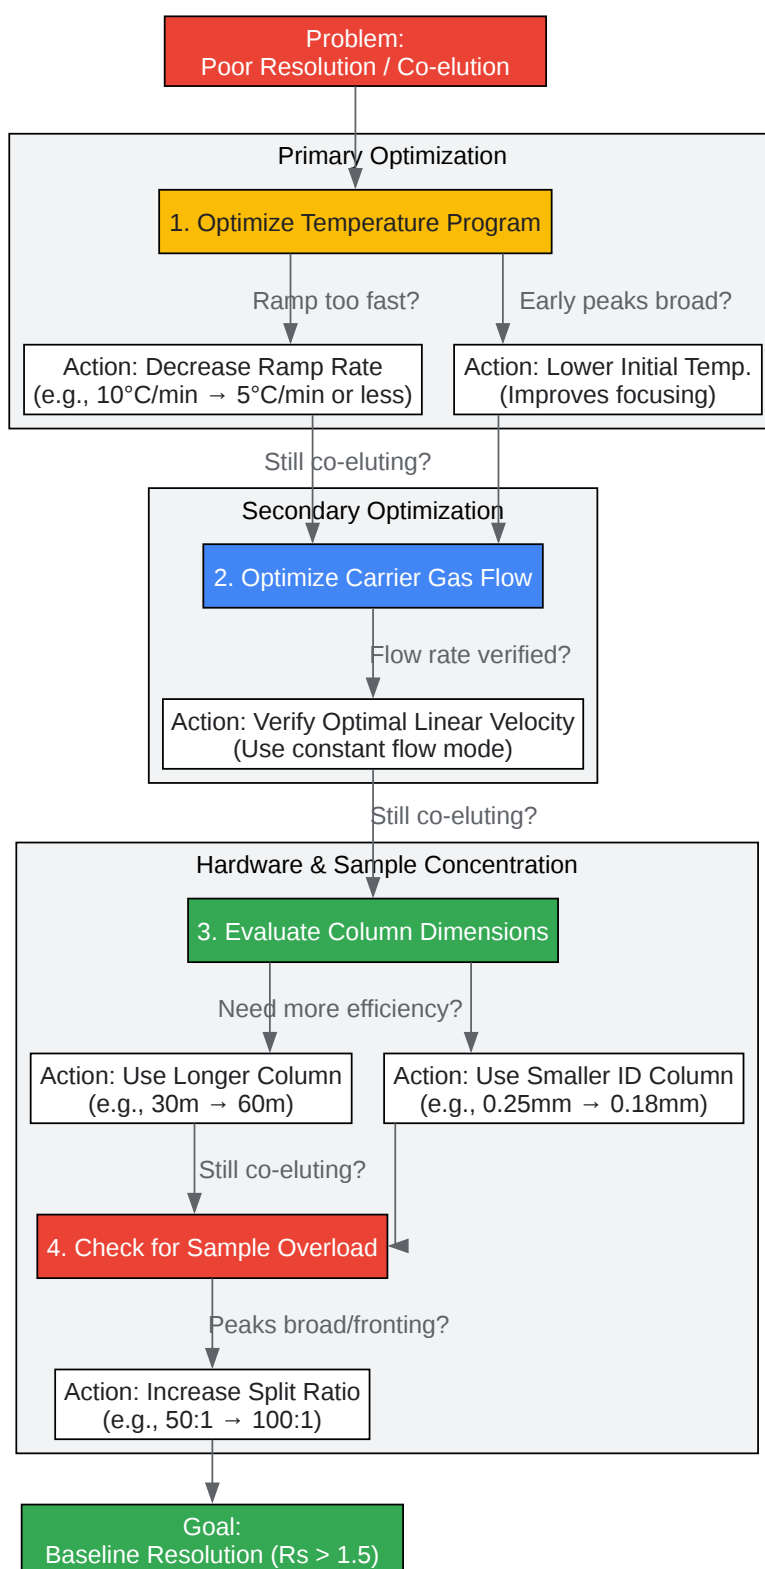 Problem:
Poor Resolution / Co-elution
Primary Optimization
1. Optimize Temperature Program
Ramp too fast?
Early peaks broad?
Action: Decrease Ramp Rate
(e.g., 10°C/min → 5°C/min or less)
Action: Lower Initial Temp.
(Improves focusing)
Still co-eluting?
Secondary Optimization
2. Optimize Carrier Gas Flow
Flow rate verified?
Action: Verify Optimal Linear Velocity
(Use constant flow mode)
Still co-eluting?
Hardware & Sample Concentration
3. Evaluate Column Dimensions
Need more efficiency?
Action: Use Longer Column
(e.g., 30m → 60m)
Action: Use Smaller ID Column
(e.g., 0.25mm → 0.18mm)
Still co-eluting?
4. Check for Sample Overload
Peaks broad/fronting?
Action: Increase Split Ratio
(e.g., 50:1 → 100:1)
Goal:
Baseline Resolution (Rs > 1.5)